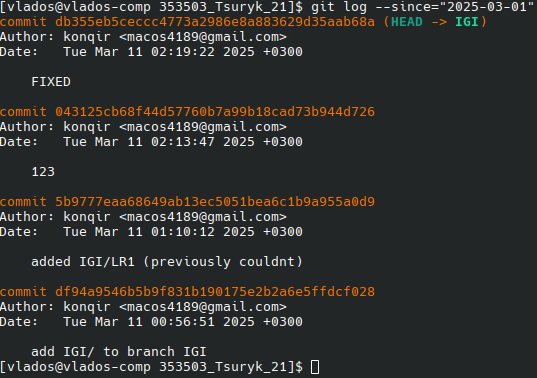 [vlados@vlados-comp 353503_Tsuryk_21]$ git log --since="2025-03-01"
commit db355eb5ceccc4773a2986e8a883629d35aab68a (HEAD -> IGI)
Author: konqir <macos4189@gmail.com>
Date:   Tue Mar 11 02:19:22 2025 +0300
FIXED
commit 043125cb68f44d57760b7a99b18cad73b944d726
Author: konqir <macos4189@gmail.com>
Date:   Tue Mar 11 02:13:47 2025 +0300
123
commit 5b9777eaa68649ab13ec5051bea6c1b9a955a0d9
Author: konqir <macos4189@gmail.com>
Date:   Tue Mar 11 01:10:12 2025 +0300
added IGI/LR1 (previously couldnt)
commit df94a9546b5b9f831b190175e2b2a6e5ffdcf028
Author: konqir <macos4189@gmail.com>
Date:   Tue Mar 11 00:56:51 2025 +0300
add IGI/ to branch IGI
[vlados@vlados-comp 353503_Tsuryk_21]$